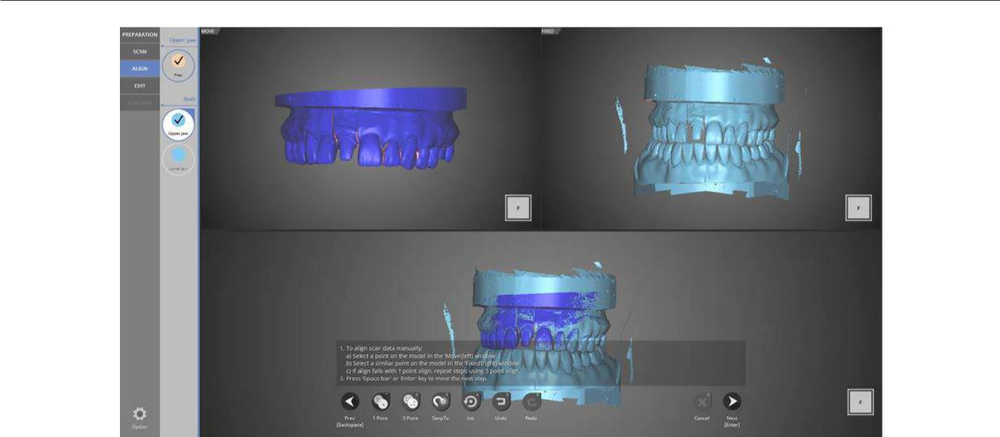 PREPARATION
SCAN
ALIGN
EDIT
Upper jaw
Prep
Upper jaw
Lower jaw
Option
MOVE
FIXED
F
F
1. To align scan data manually;
a) Select a point on the model in the 'Move(left) window.
b) Select a similar point on the model in the 'Fixed(right) window.
c) If align fails with 1 point align, repeat steps using 3 point align.
2. Press 'Space bar' or 'Enter' key to move the next step.
Prev
[Backspace]
1 Point
3 Point
SanpTo
Init
Undo
Redo
Cancel
Next
[Enter]
F